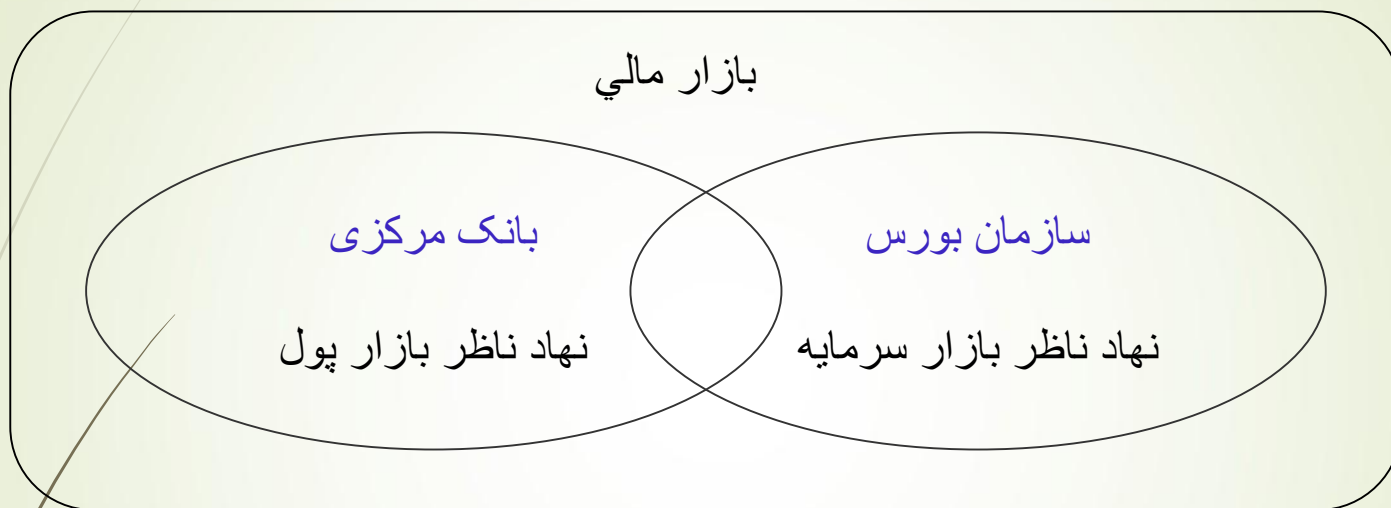 بازار مالي
سازمان بورس
نهاد ناظر بازار سرمایه
بانک مرکزی
نهاد ناظر بازار پول